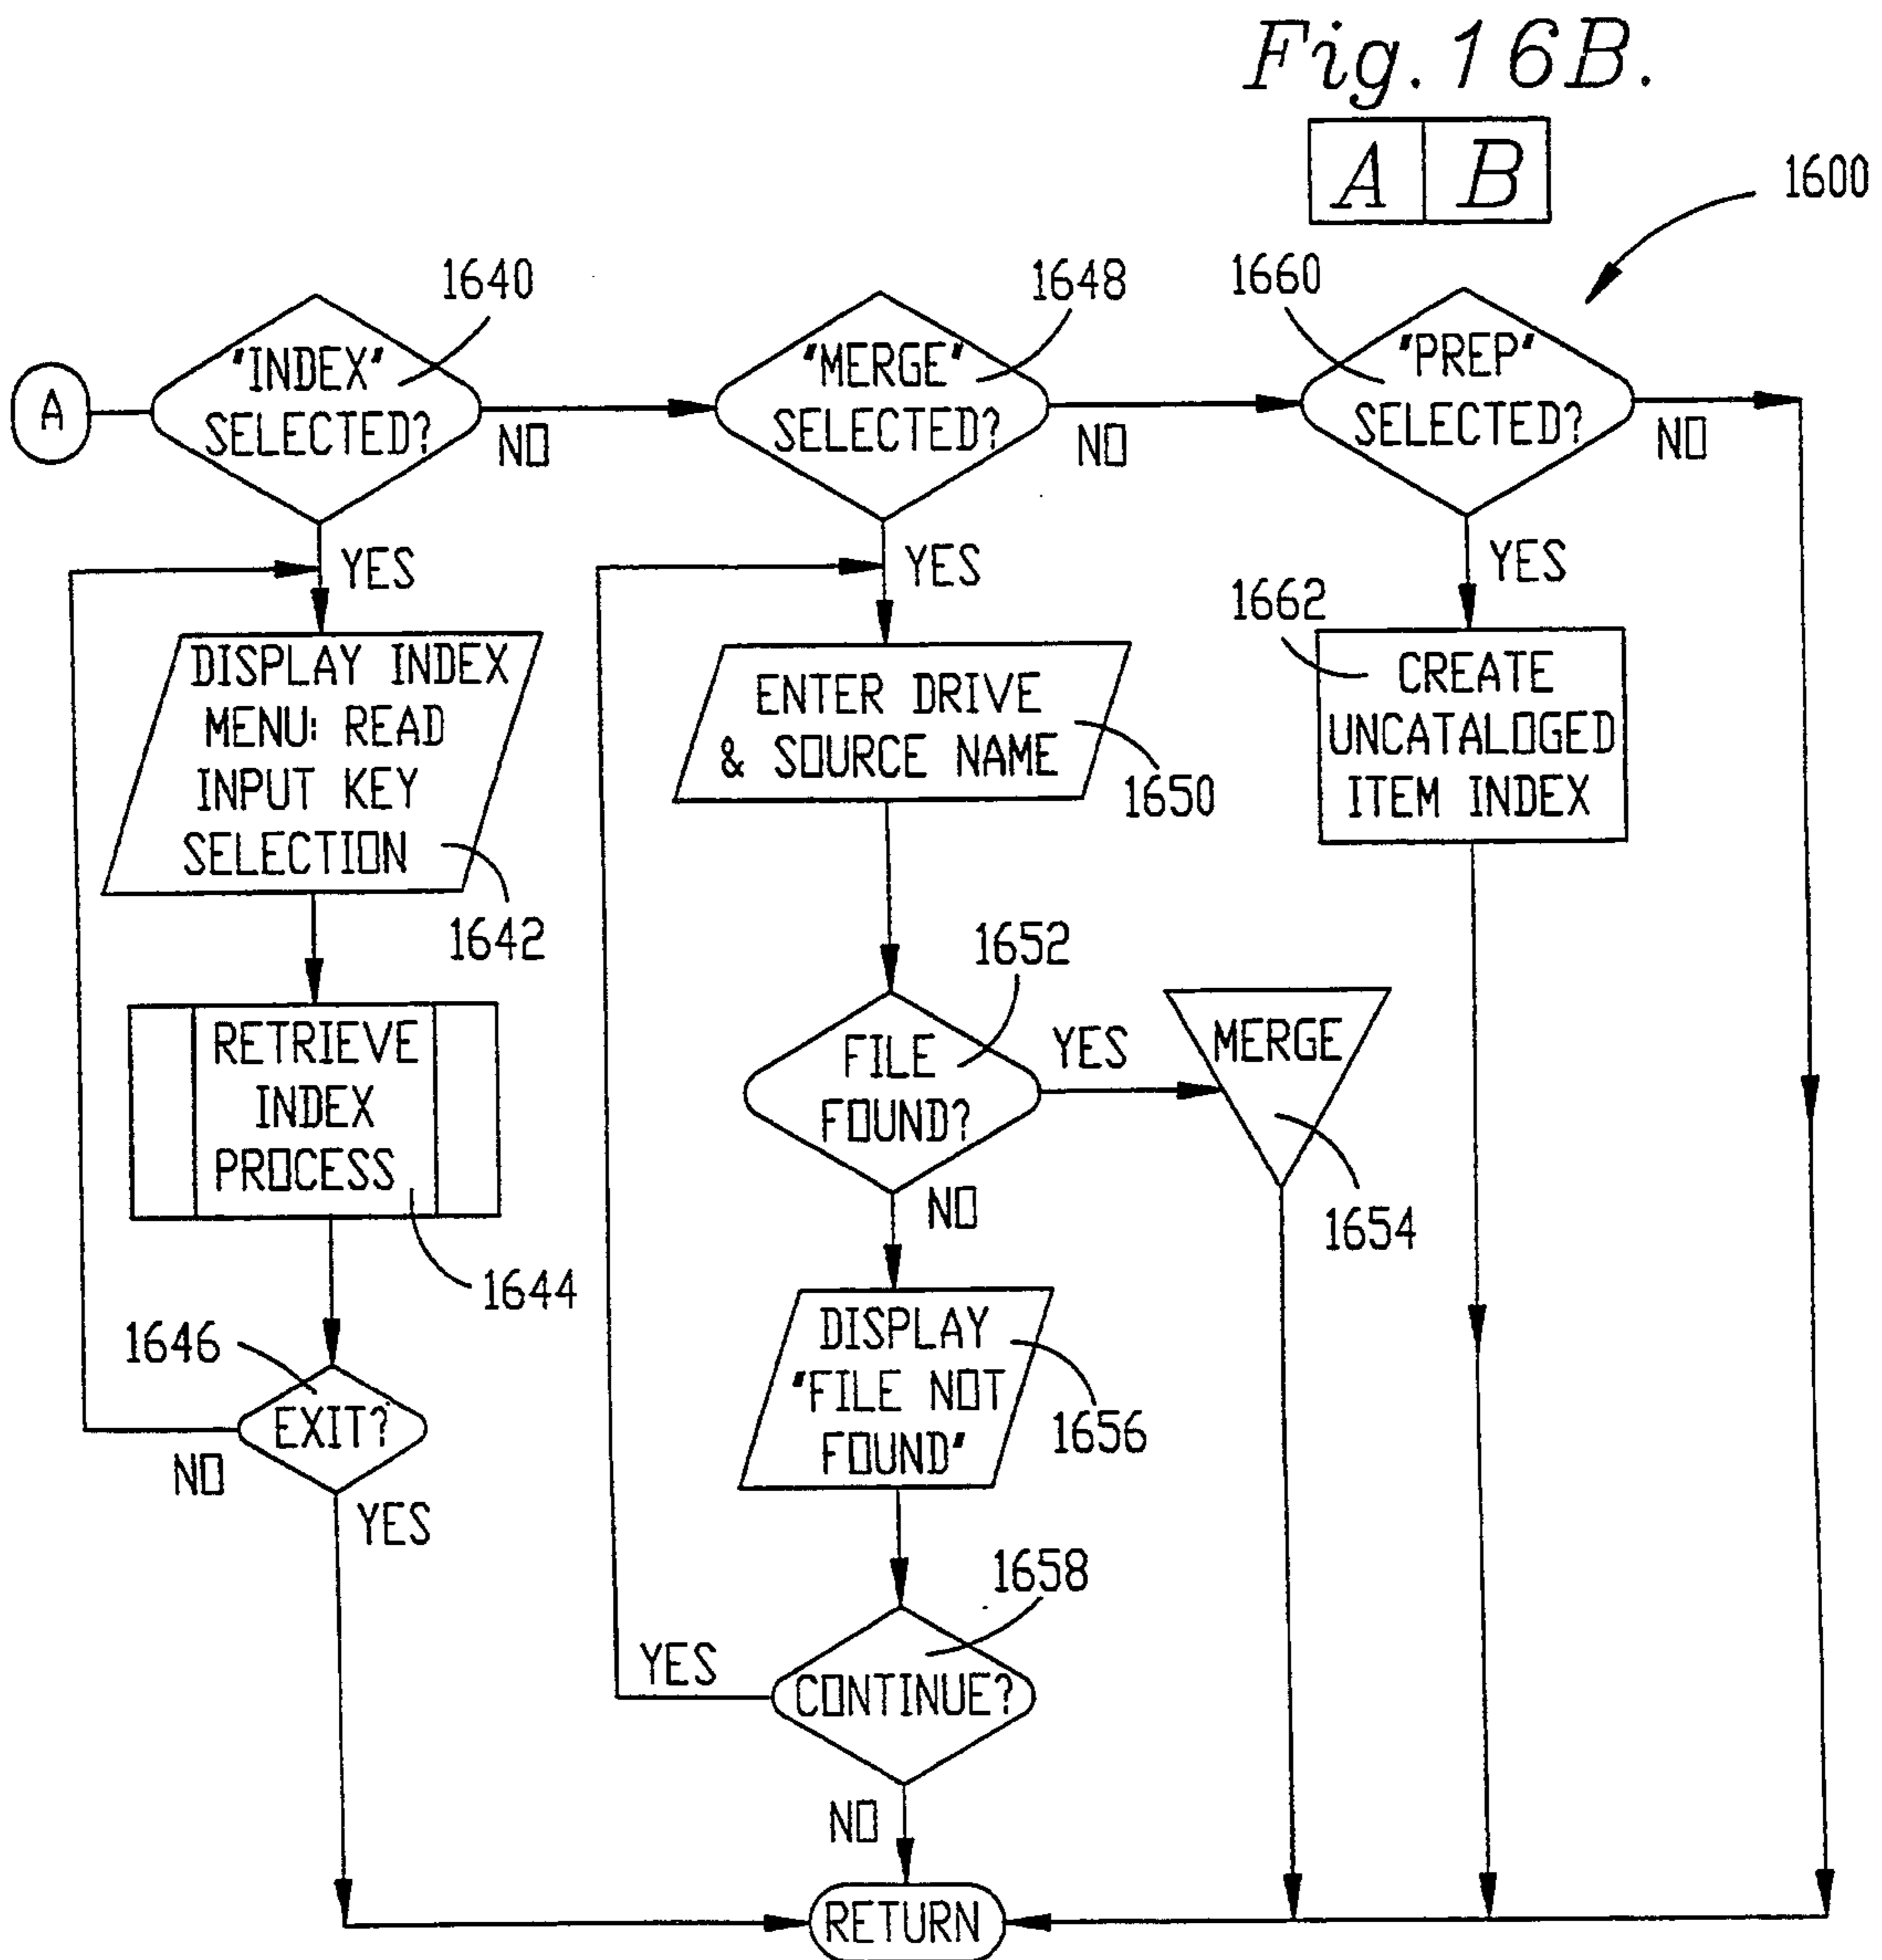 Fig. 16B.
A B
1600
1640
1648
1660
A
"INDEX"
SELECTED?
NO
"MERGE"
SELECTED?
NO
"PREP"
SELECTED?
NO
YES
YES
YES
DISPLAY INDEX
MENU: READ
INPUT KEY
SELECTION
1642
ENTER DRIVE
& SOURCE NAME
1650
1662
CREATE
UNCATALOGED
ITEM INDEX
RETRIEVE
INDEX
PROCESS
1644
1652
FILE
FOUND?
YES
MERGE
1654
NO
1646
EXIT?
NO
YES
DISPLAY
"FILE NOT
FOUND"
1656
1658
YES
CONTINUE?
NO
RETURN